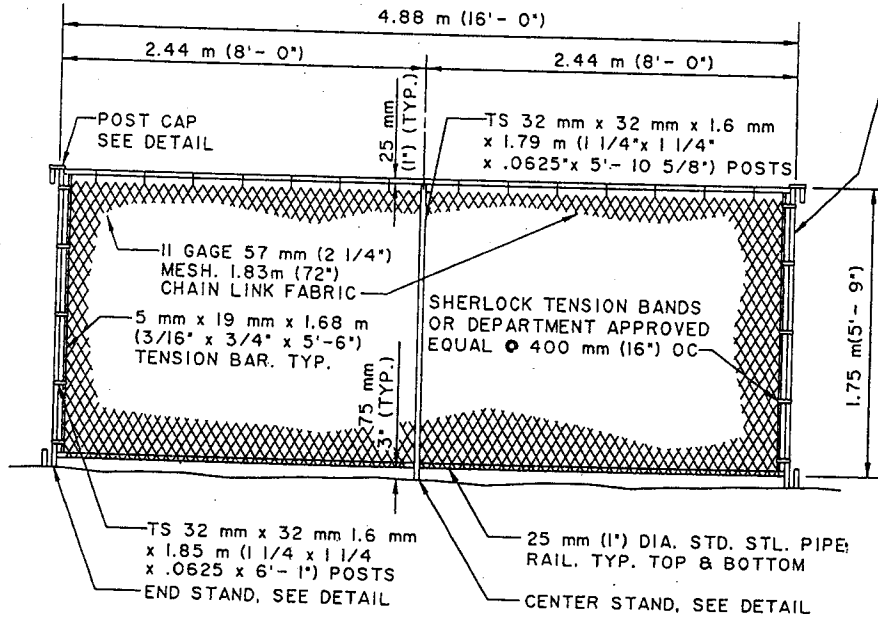 4.88 m (16'- 0")
2.44 m (8'- 0")
2.44 m (8'- 0")
POST CAP
SEE DETAIL
25 mm
(1") (TYP.)
TS 32 mm x 32 mm x 1.6 mm
x 1.79 m (1 1/4"x 1 1/4"
x .0625"x 5'- 10 5/8") POSTS
11 GAGE 57 mm (2 1/4")
MESH. 1.83m (72")
CHAIN LINK FABRIC
5 mm x 19 mm x 1.68 m
(3/16" x 3/4" x 5'-6")
TENSION BAR. TYP.
SHERLOCK TENSION BANDS
OR DEPARTMENT APPROVED
EQUAL @ 400 mm (16") OC
75 mm
3" (TYP.)
1.75 m(5'- 9")
TS 32 mm x 32 mm 1.6 mm
x 1.85 m (1 1/4 x 1 1/4
x .0625 x 6'- 1") POSTS
END STAND, SEE DETAIL
25 mm (1") DIA. STD. STL. PIPE
RAIL, TYP. TOP & BOTTOM
CENTER STAND, SEE DETAIL